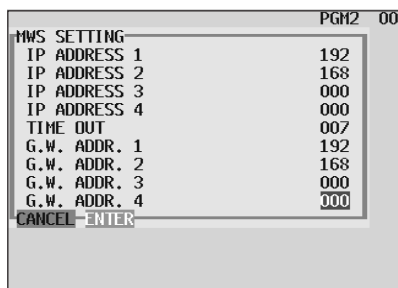 PGM2 00
MWS SETTING
IP ADDRESS 1 192
IP ADDRESS 2 168
IP ADDRESS 3 000
IP ADDRESS 4 000
TIME OUT 007
G.W. ADDR. 1 192
G.W. ADDR. 2 168
G.W. ADDR. 3 000
G.W. ADDR. 4 000
CANCEL ENTER